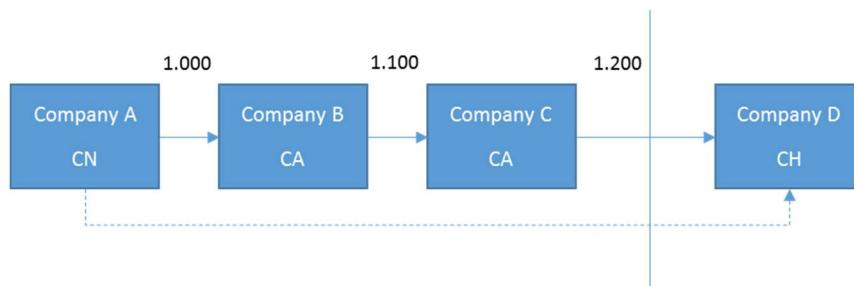 1.000
1.100
1.200
Company A
CN
Company B
CA
Company C
CA
Company D
CH